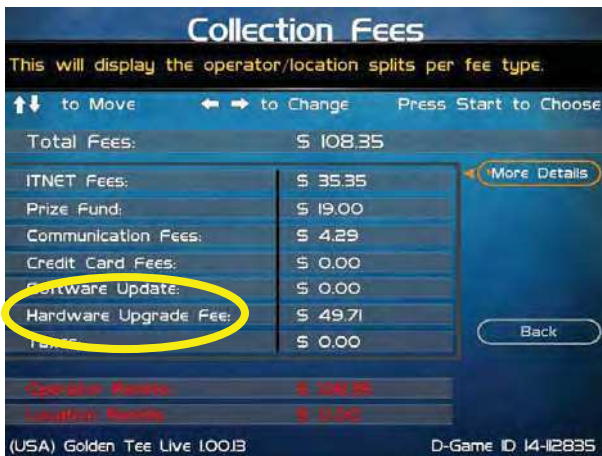 Collection Fees
This will display the operator/location splits per fee type.
to Move to Change Press Start to Choose
Total Fees: $ 108.35
More Details
ITNET Fees: $ 35.35
Prize Fund: $ 19.00
Communication Fees: $ 4.29
Credit Card Fees: $ 0.00
Software Update: $ 0.00
Hardware Upgrade Fee: $ 49.71
Back
Taxes: $ 0.00
(USA) Golden Tee Live 1.00.13 D-Game ID 14-112835